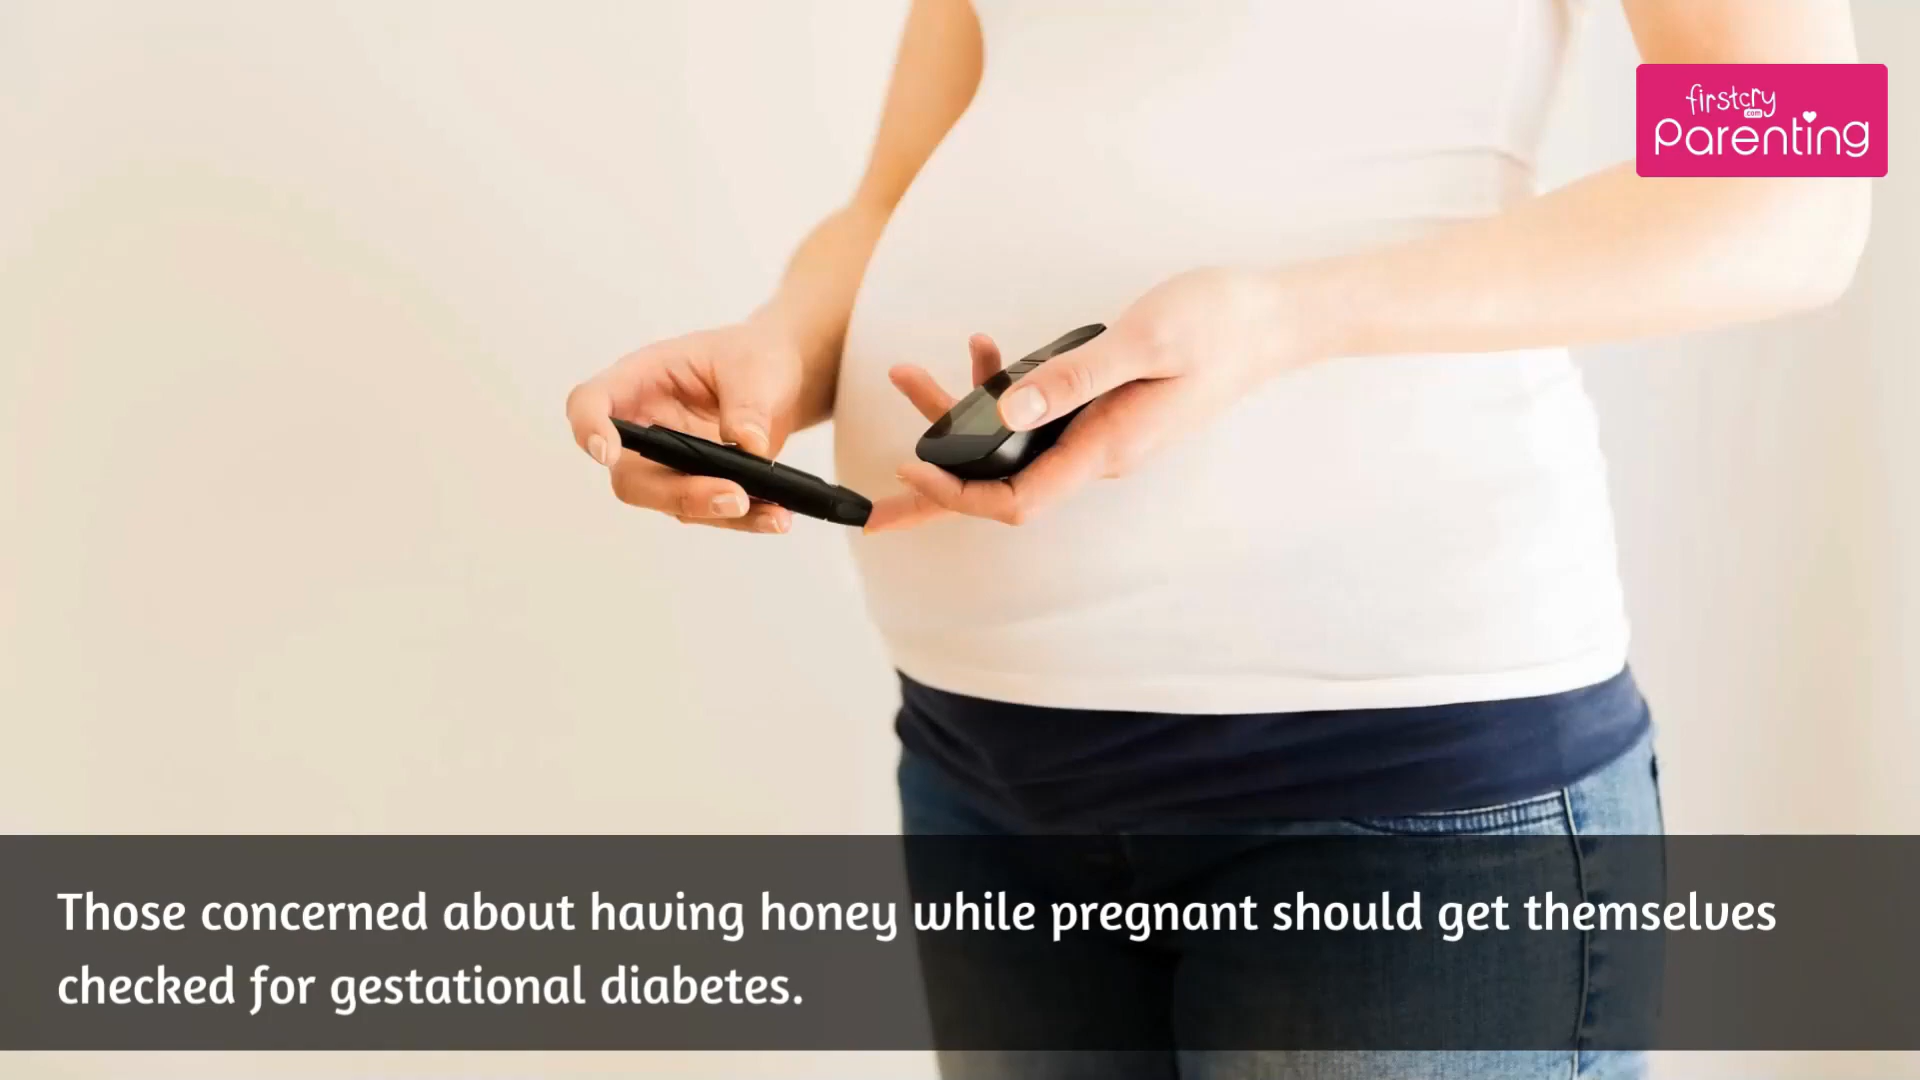 firstcry
.com
Parenting
Those concerned about having honey while pregnant should get themselves
checked for gestational diabetes.